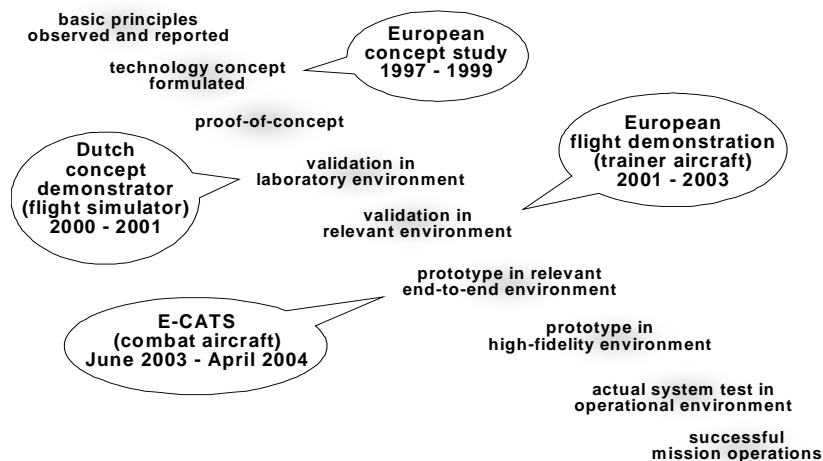 basic principles
observed and reported
European
concept study
1997 - 1999
technology concept
formulated
proof-of-concept
European
flight demonstration
(trainer aircraft)
2001 - 2003
Dutch
concept
demonstrator
(flight simulator)
2000 - 2001
validation in
laboratory environment
validation in
relevant environment
prototype in relevant
end-to-end environment
E-CATS
(combat aircraft)
June 2003 - April 2004
prototype in
high-fidelity environment
actual system test in
operational environment
successful
mission operations